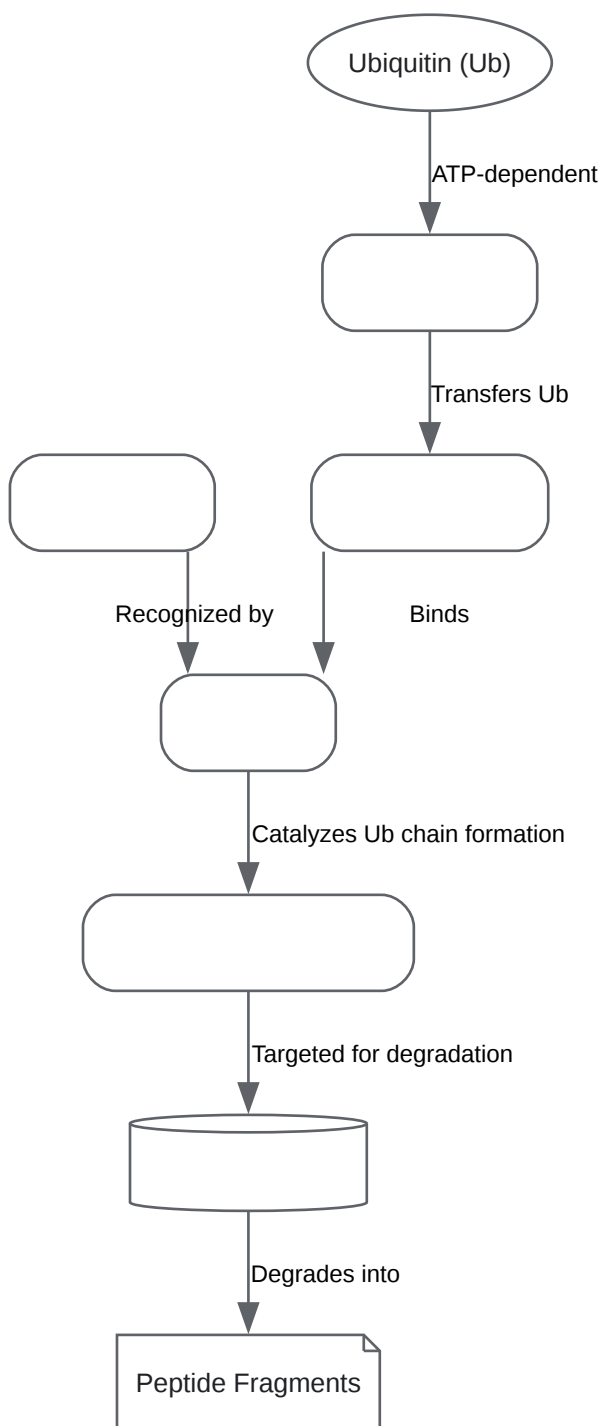 Ubiquitin (Ub)
ATP-dependent
Transfers Ub
Recognized by
Binds
Catalyzes Ub chain formation
Targeted for degradation
Degrades into
Peptide Fragments